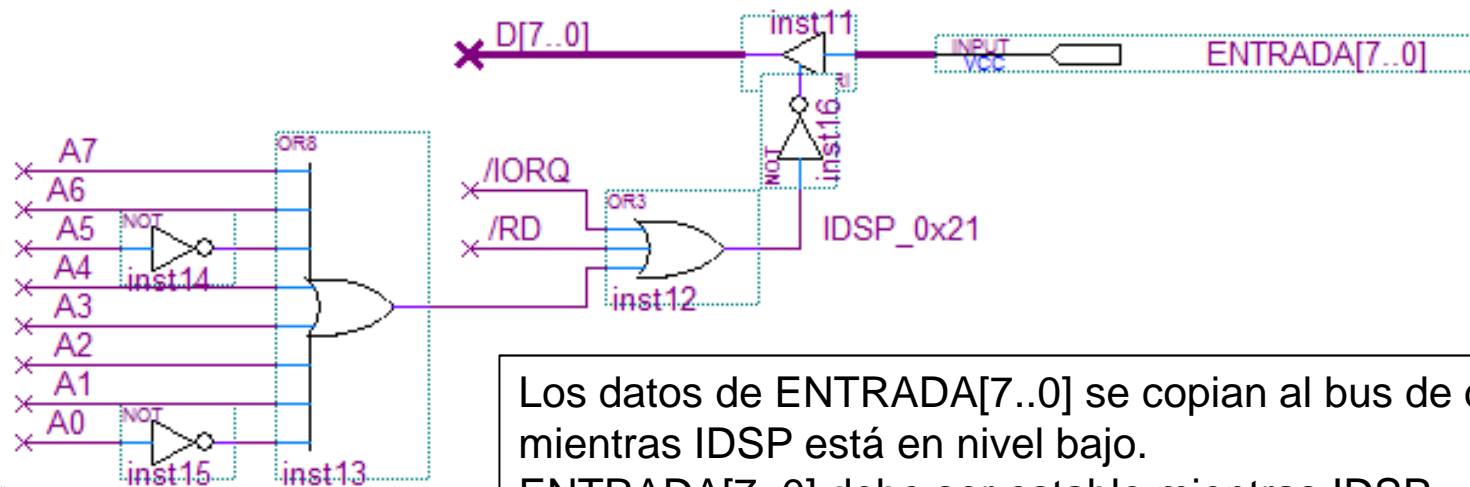 D[7..0]
inst11
INPUT
VCC
ENTRADA[7..0]
NOT
inst16
A7
A6
A5
A4
A3
A2
A1
A0
NOT
inst14
NOT
inst15
OR8
inst13
/IORQ
/RD
OR3
inst12
IDSP_0x21
Los datos de ENTRADA[7..0] se copian al bus de
mientras IDSP está en nivel bajo.